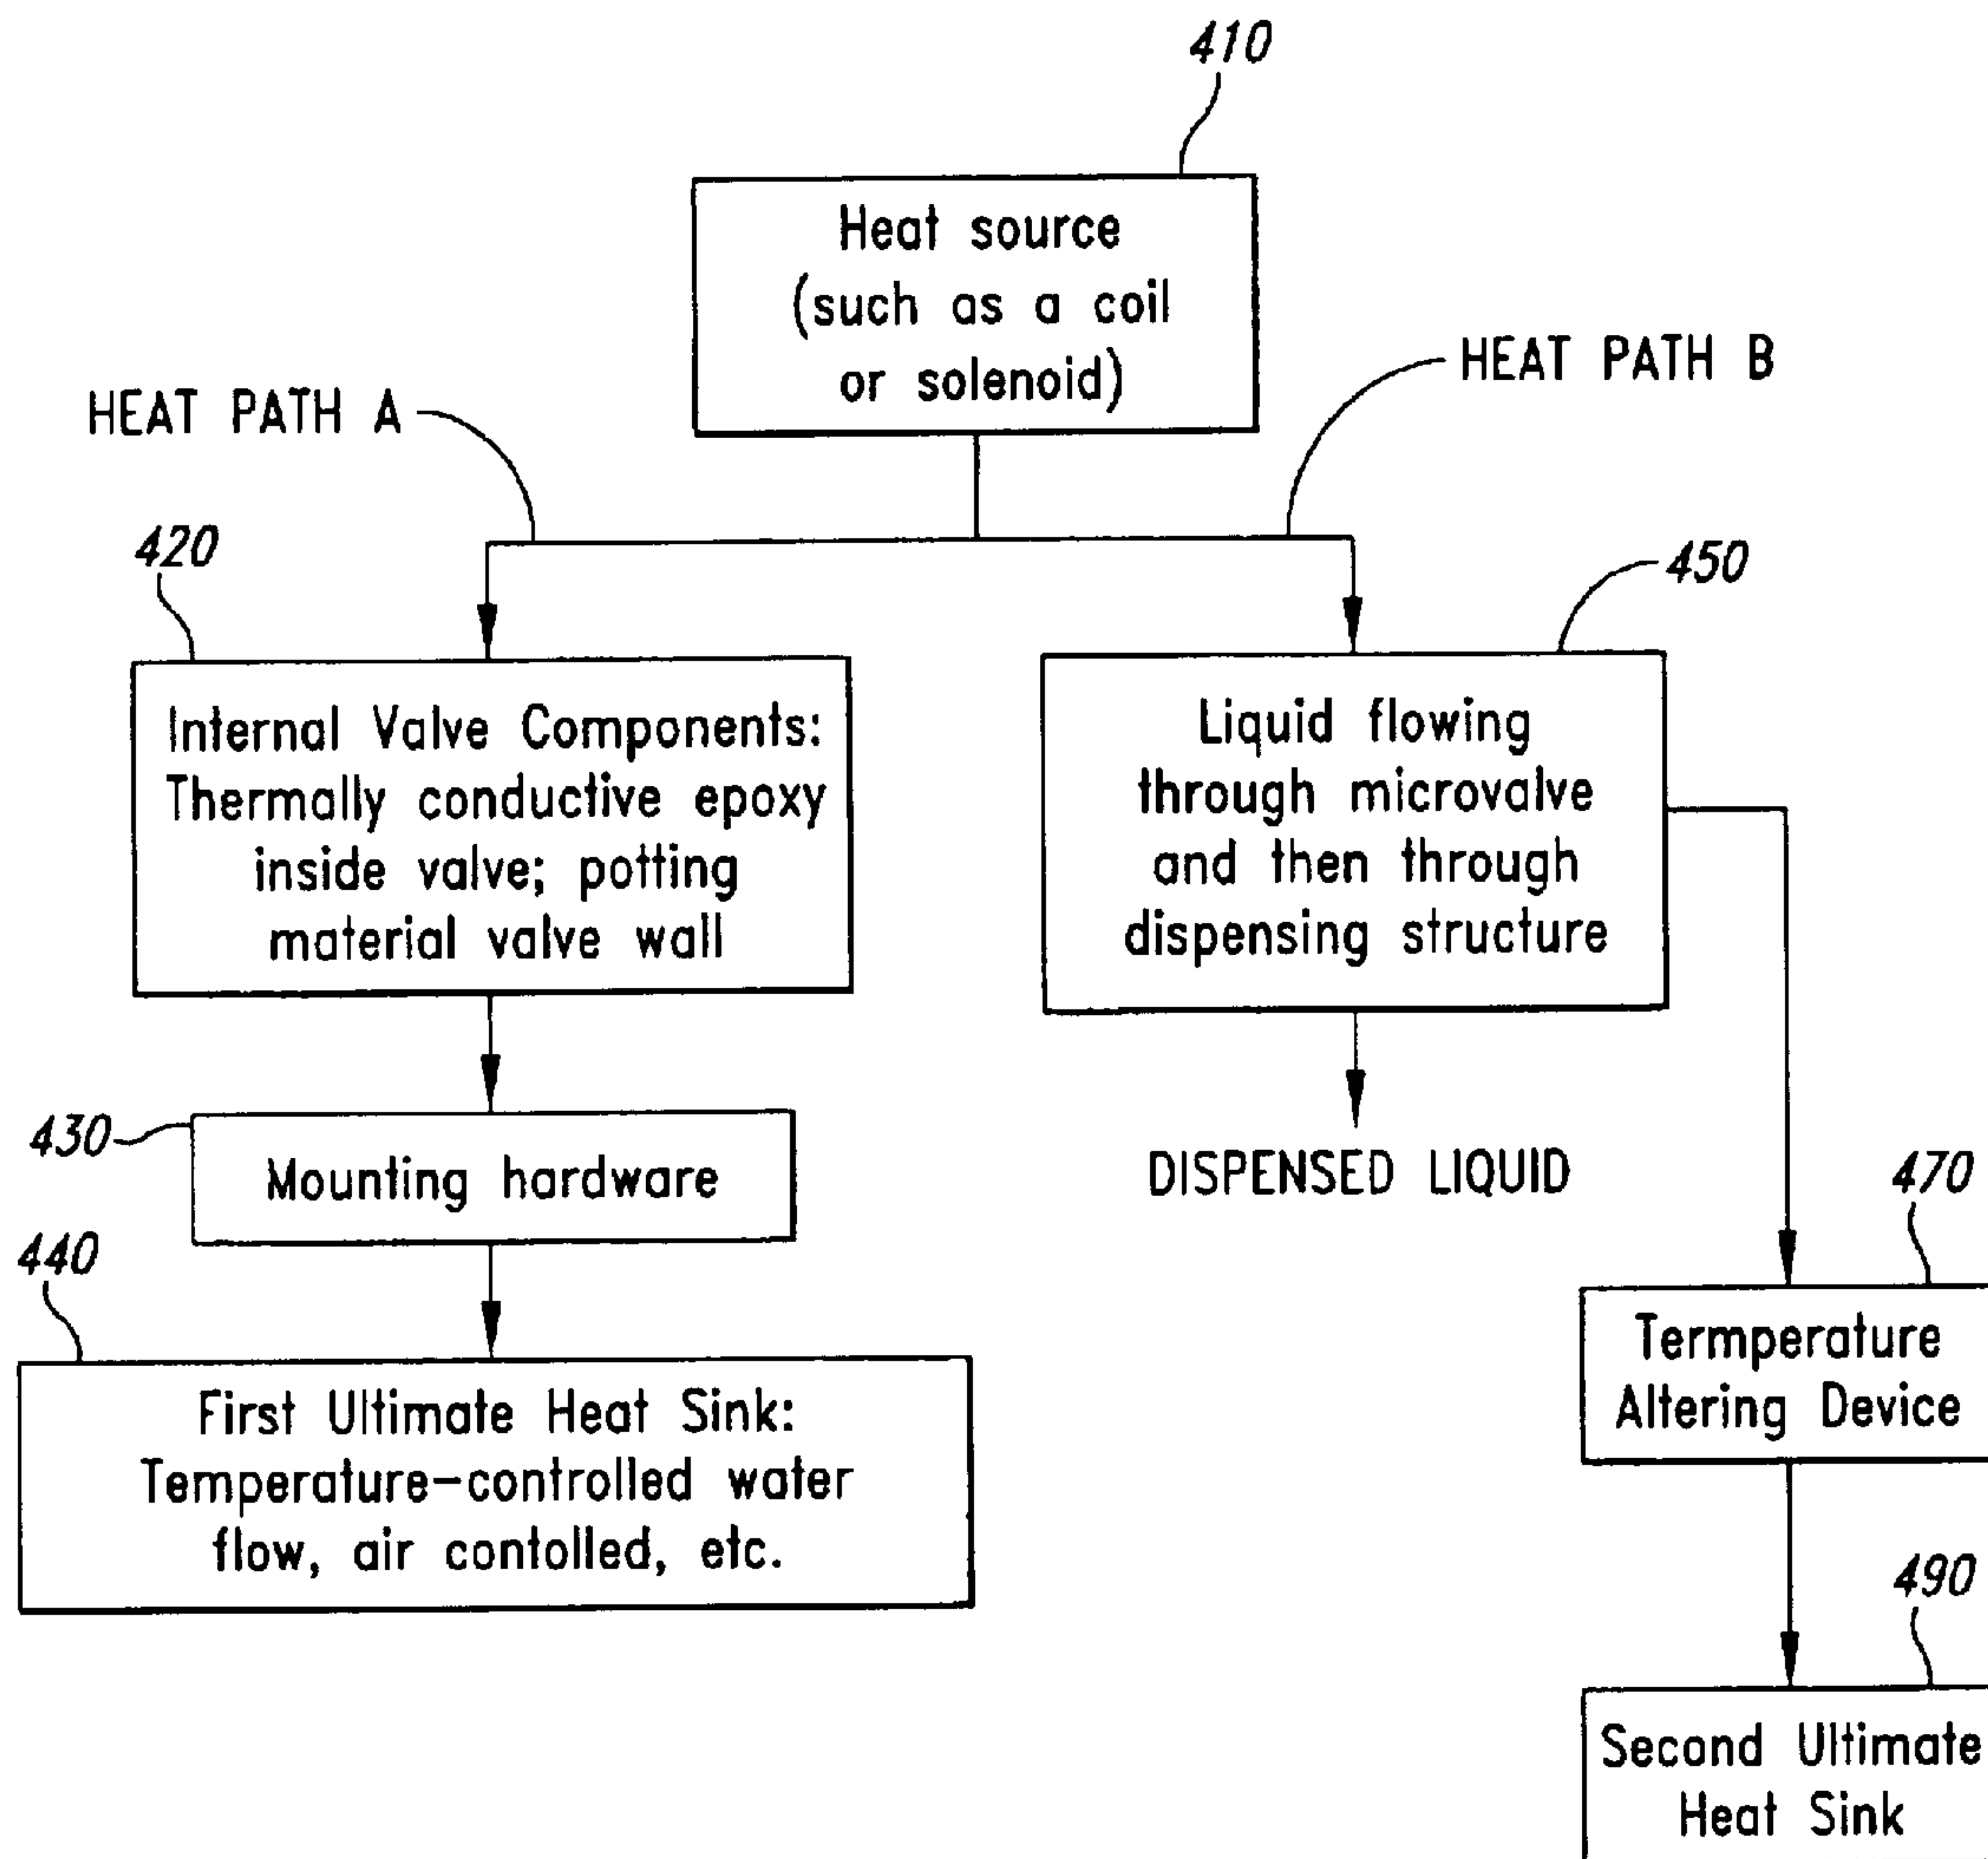 410
Heat source
(such as a coil
or solenoid)
HEAT PATH A
HEAT PATH B
420
450
Internal Valve Components:
Thermally conductive epoxy
inside valve; potting
material valve wall
Liquid flowing
through microvalve
and then through
dispensing structure
430
Mounting hardware
DISPENSED LIQUID
440
First Ultimate Heat Sink:
Temperature-controlled water
flow, air contolled, etc.
470
Termperature
Altering Device
490
Second Ultimate
Heat Sink